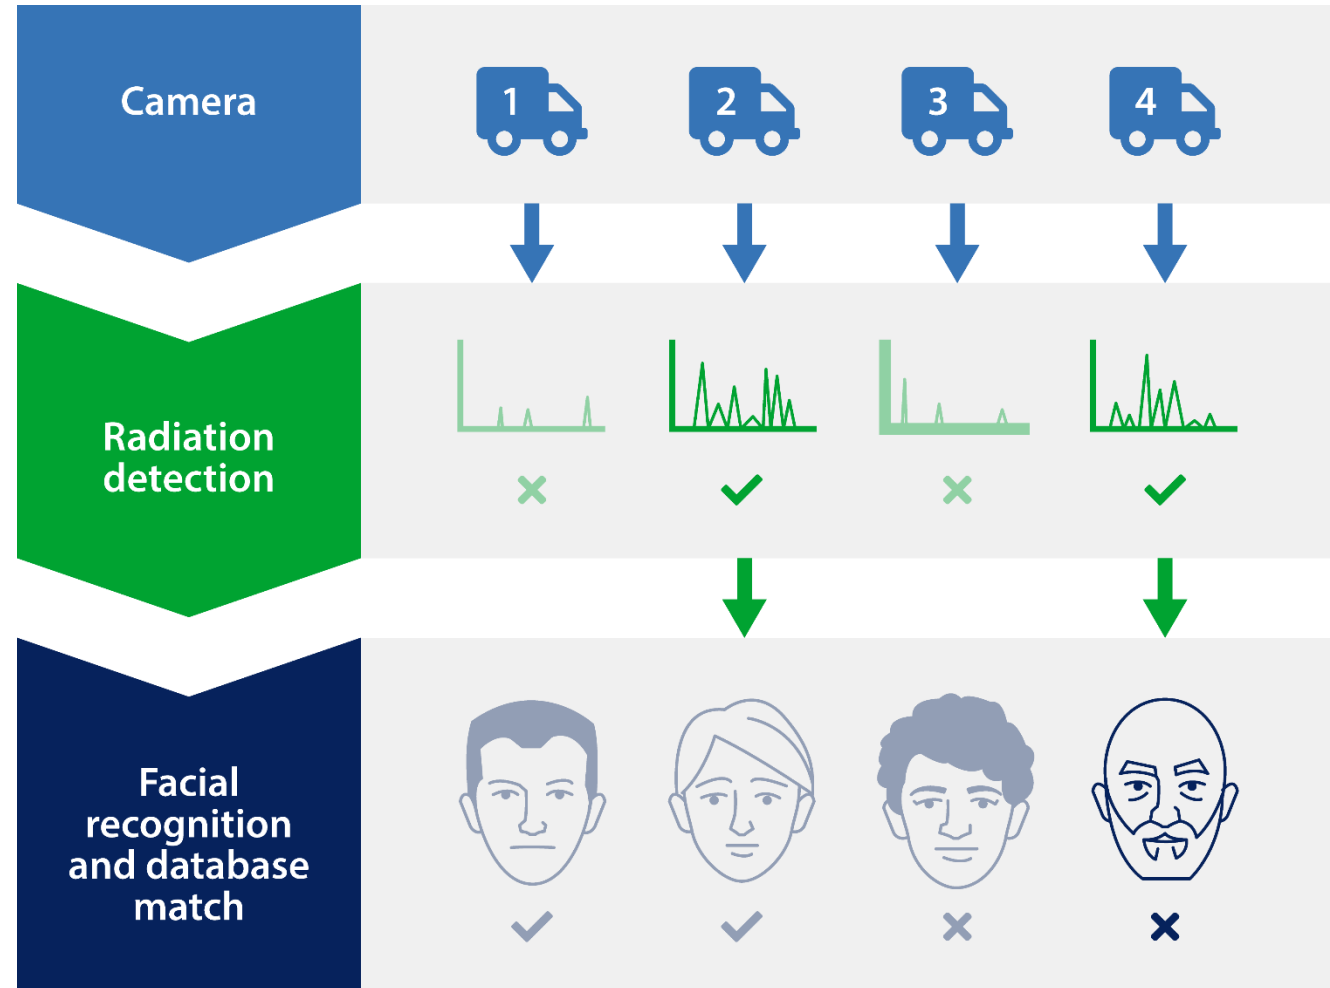 Camera
1
2
3
4
Radiation
detection
Facial
recognition
and database
match